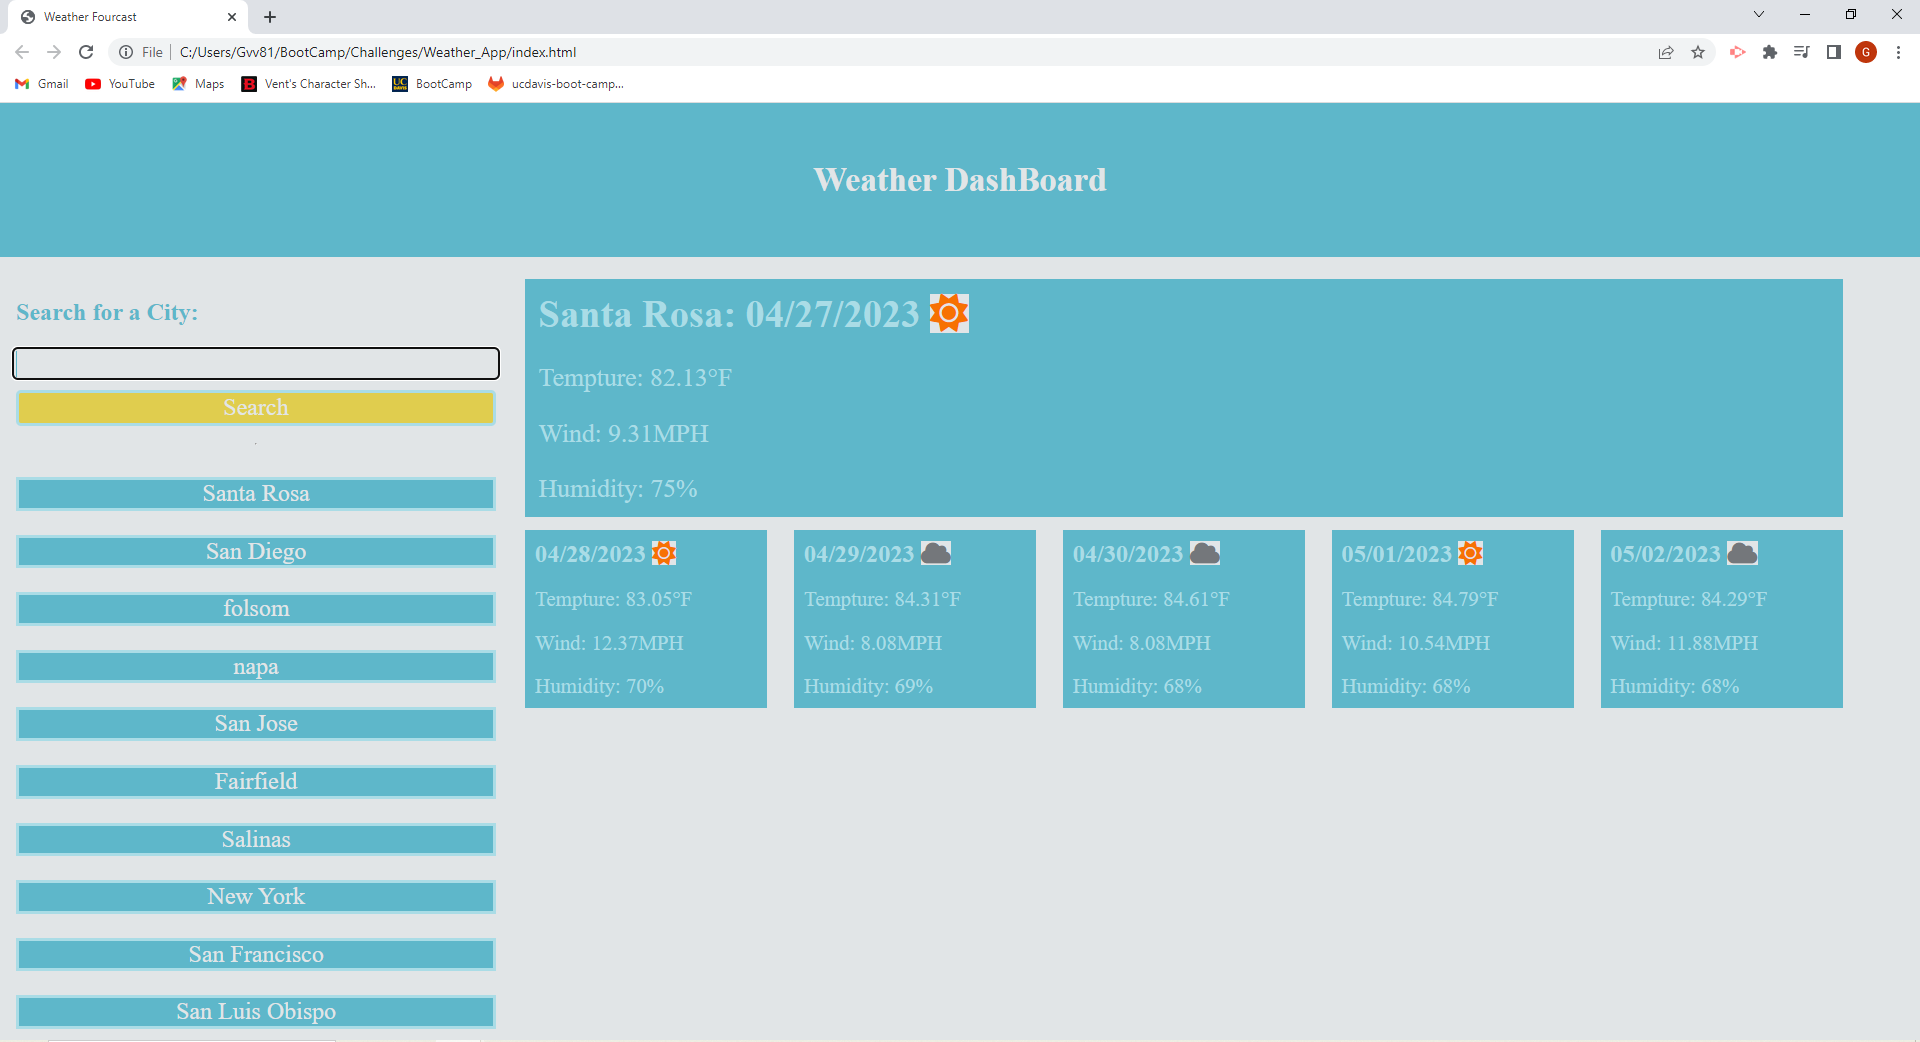 Weather Fourcast
File
C:/Users/Gvv81/BootCamp/Challenges/Weather_App/index.html
G
Gmail
YouTube
Maps
B
Vent's Character Sh...
UC DAVIS
BootCamp
ucdavis-boot-camp...
Weather DashBoard
Search for a City:
Search
Santa Rosa
San Diego
folsom
napa
San Jose
Fairfield
Salinas
New York
San Francisco
San Luis Obispo
Santa Rosa: 04/27/2023
Tempture: 82.13°F
Wind: 9.31MPH
Humidity: 75%
04/28/2023
Tempture: 83.05°F
Wind: 12.37MPH
Humidity: 70%
04/29/2023
Tempture: 84.31°F
Wind: 8.08MPH
Humidity: 69%
04/30/2023
Tempture: 84.61°F
Wind: 8.08MPH
Humidity: 68%
05/01/2023
Tempture: 84.79°F
Wind: 10.54MPH
Humidity: 68%
05/02/2023
Tempture: 84.29°F
Wind: 11.88MPH
Humidity: 68%